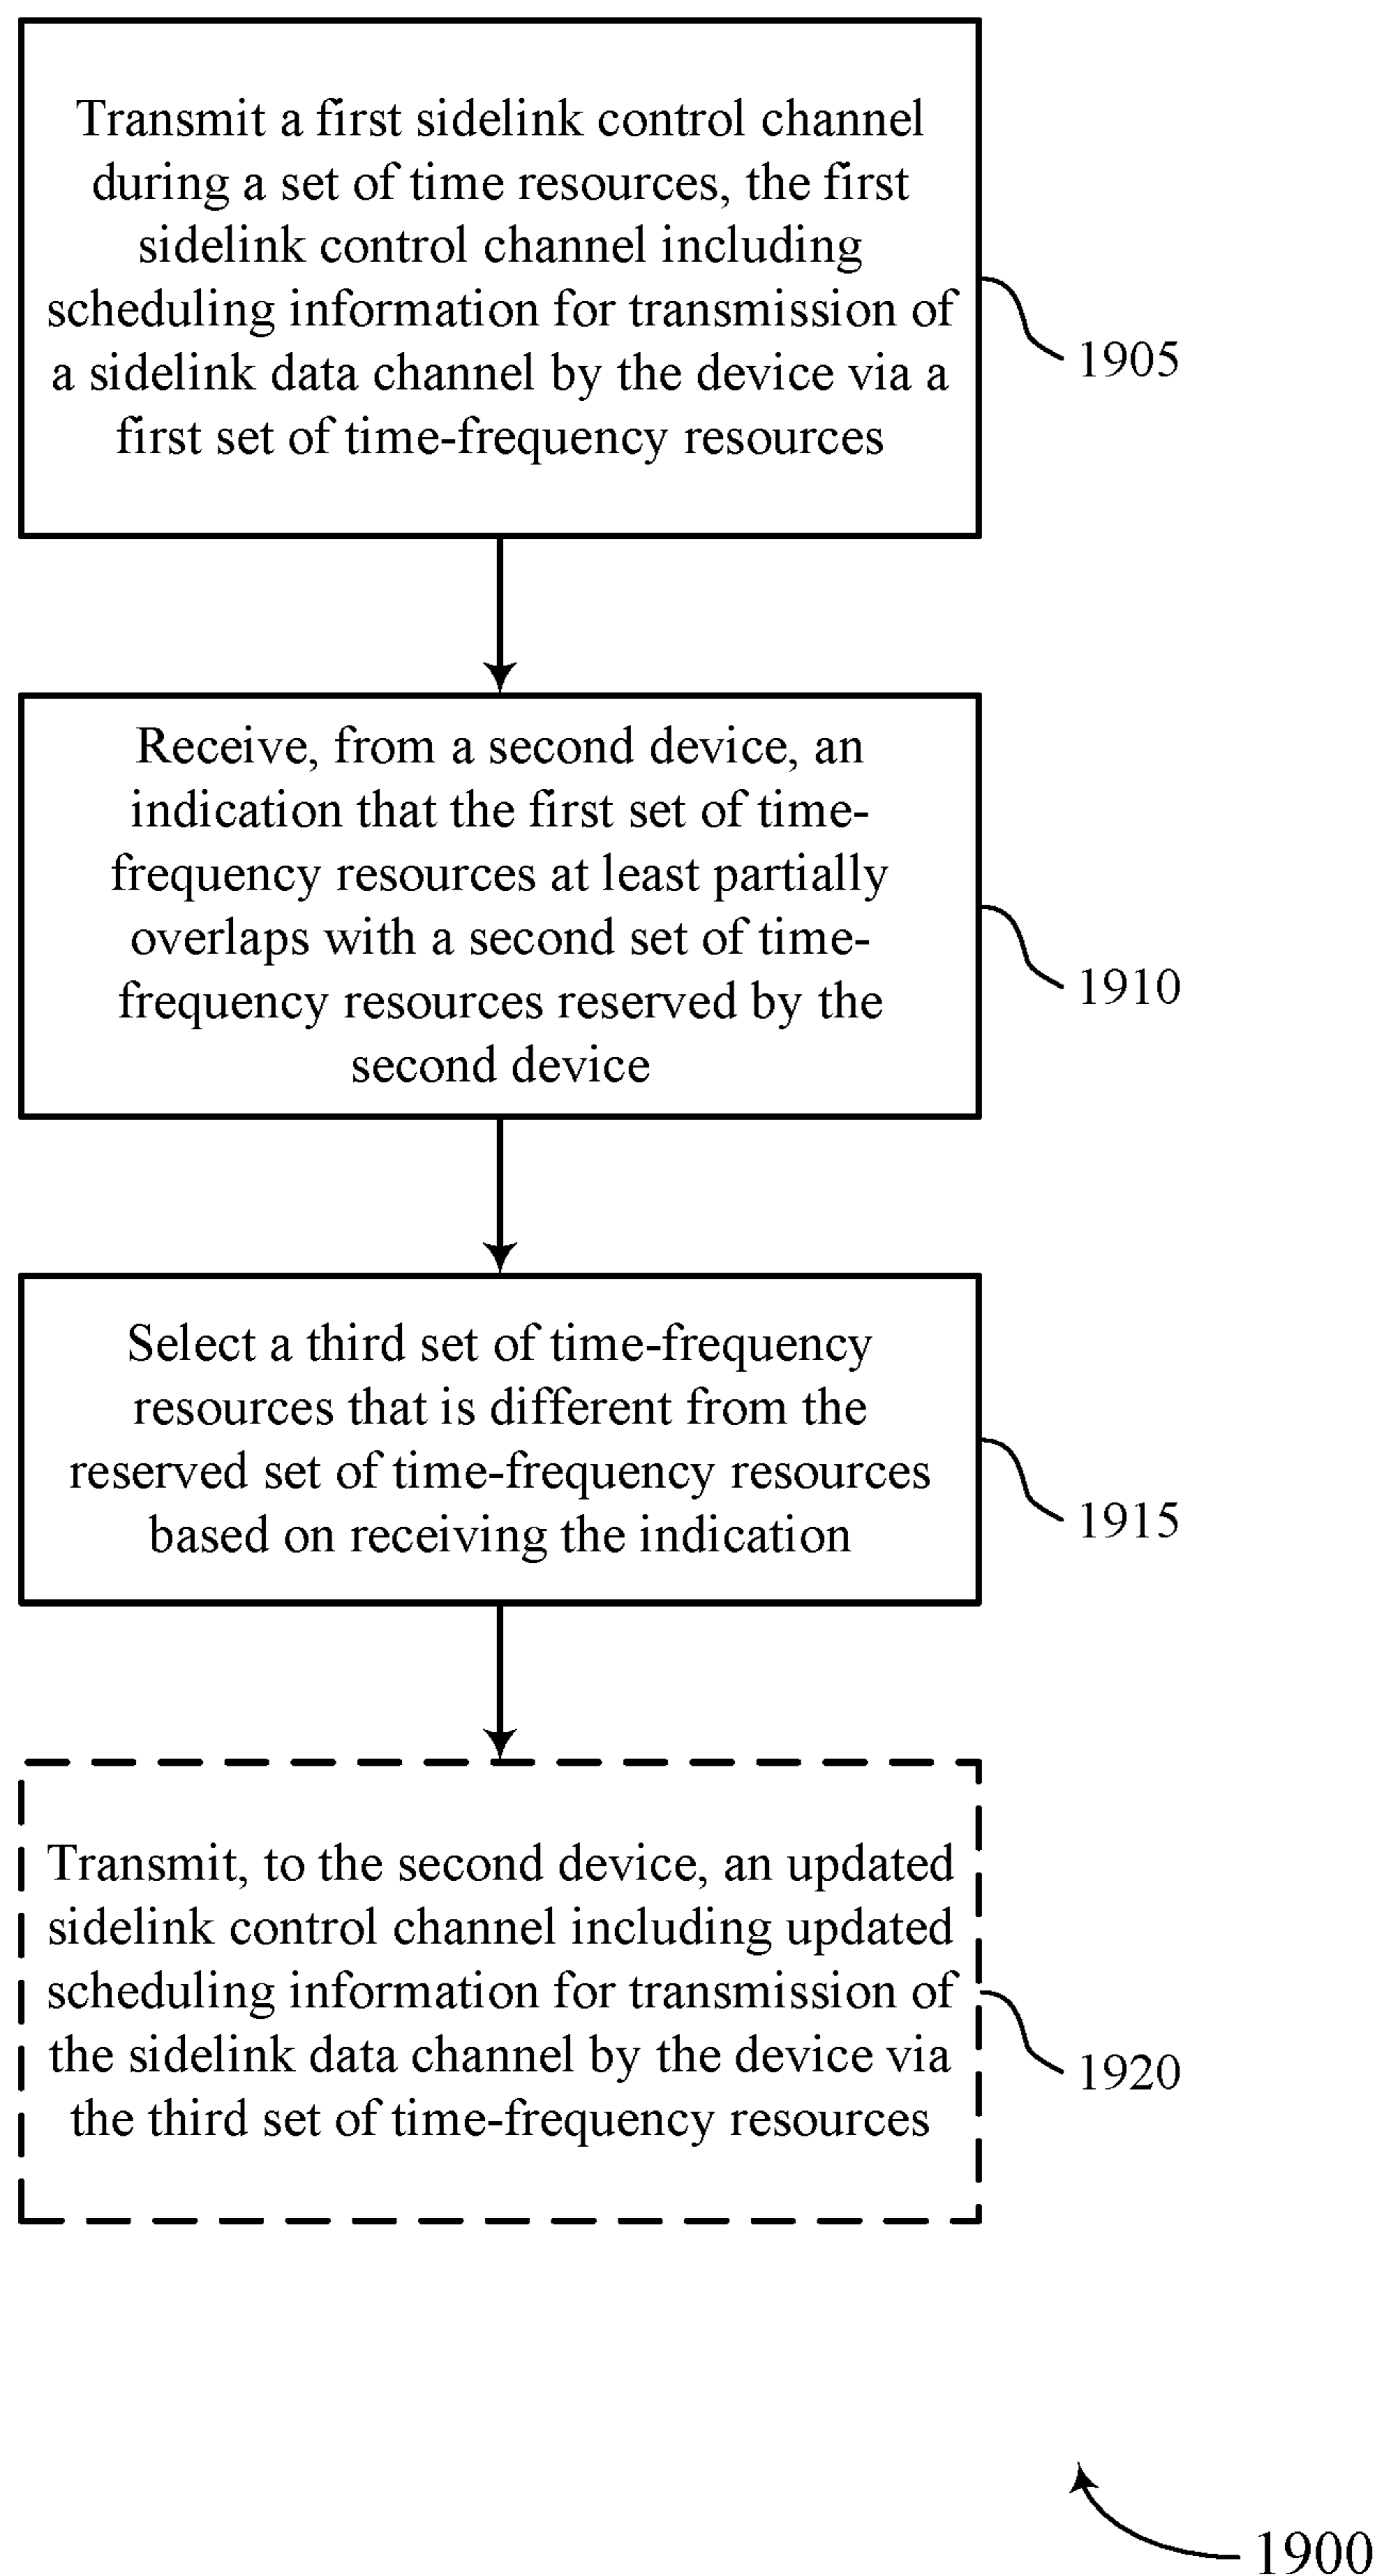 Transmit a first sidelink control channel
during a set of time resources, the first
sidelink control channel including
scheduling information for transmission of
a sidelink data channel by the device via a
first set of time-frequency resources
1905
Receive, from a second device, an
indication that the first set of time-
frequency resources at least partially
overlaps with a second set of time-
frequency resources reserved by the
second device
1910
Select a third set of time-frequency
resources that is different from the
reserved set of time-frequency resources
based on receiving the indication
1915
Transmit, to the second device, an updated
sidelink control channel including updated
scheduling information for transmission of
the sidelink data channel by the device via
the third set of time-frequency resources
1920
1900